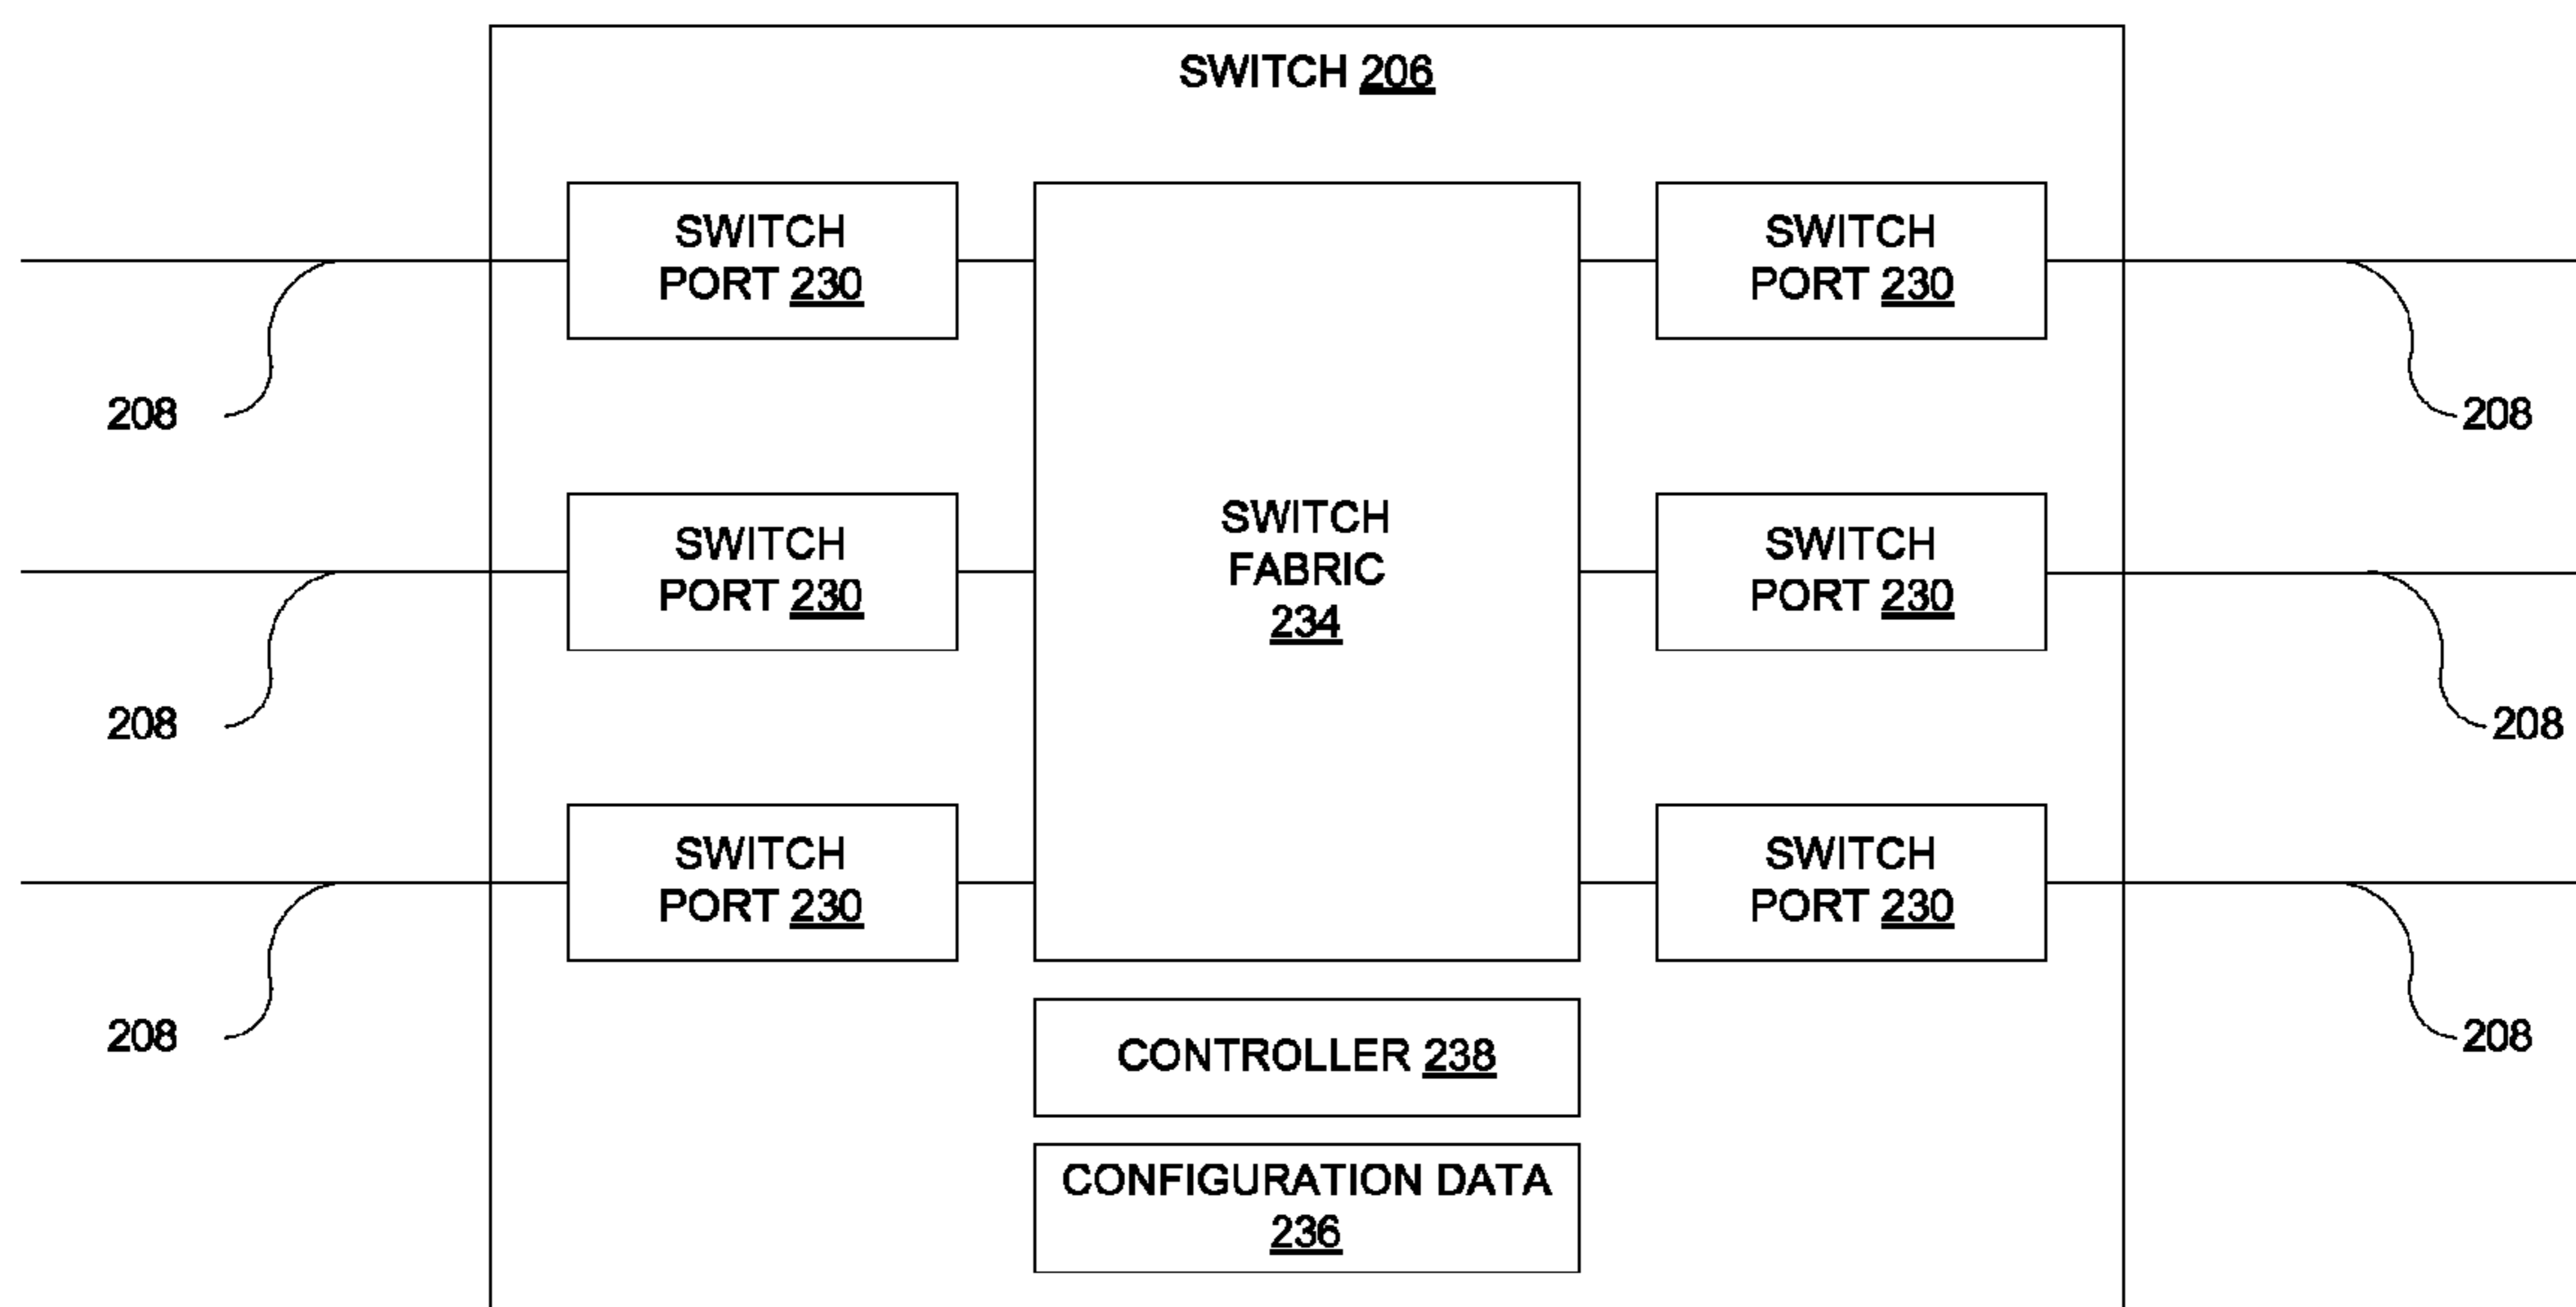 SWITCH 206
SWITCH
PORT 230
SWITCH
PORT 230
208
208
SWITCH
PORT 230
SWITCH
FABRIC
234
SWITCH
PORT 230
208
208
SWITCH
PORT 230
SWITCH
PORT 230
208
CONTROLLER 238
208
CONFIGURATION DATA
236